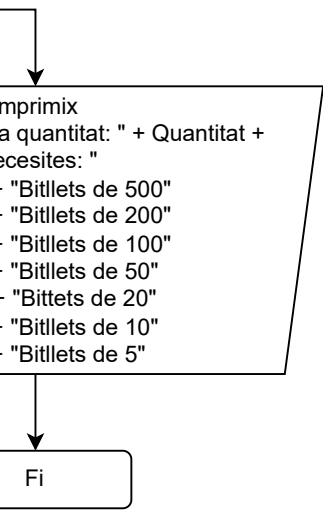 mprimix
a quantitat: " + Quantitat +
ecesites: "
+ "Bitllets de 500"
+ "Bitllets de 200"
+ "Bitllets de 100"
+ "Bitllets de 50"
+ "Bittets de 20"
+ "Bitllets de 10"
+ "Bitllets de 5"
Fi